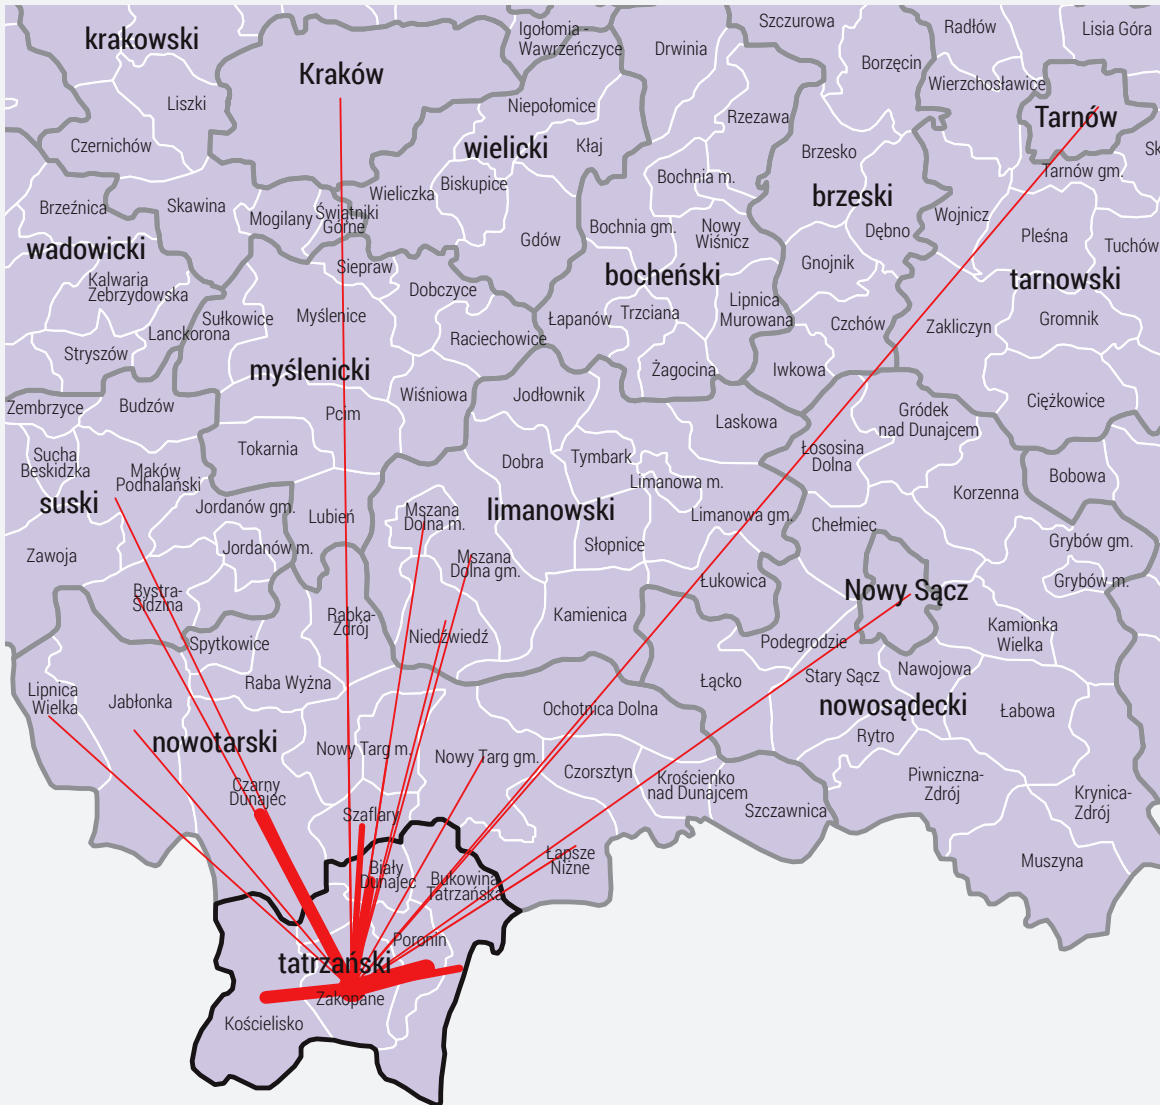 Igołomia -
Wawrzeńczyce
Szczurowa
Radłów
Lisia Góra
krakowski
Drwinia
Borzęcin
Kraków
Wierzchosławice
Liszki
Niepołomice
Rzezawa
Tarnów
Czernichów
wielicki
Kłaj
Brzesko
Sk
Tarnów gm.
Bochnia m.
Biskupice
Wieliczka
brzeski
Brzeźnica
Skawina
Mogilany
Świątniki
Górne
Wojnicz
Bochnia gm.
Nowy
Wiśnicz
Dębno
Pleśna
Tuchów
wadowicki
Gdów
Siepraw
Gnojnik
bocheński
tarnowski
Kalwaria
Zebrzydowska
Dobczyce
Lipnica
Murowana
Sułkowice
Myślenice
Łapanów
Trzciana
Czchów
Zakliczyn
Gromnik
Lanckorona
Raciechowice
Stryszów
myślenicki
Żagocina
Iwkowa
Zembrzyce
Budzów
Wiśniowa
Jodłownik
Ciężkowice
Pcim
Gródek
nad Dunajcem
Laskowa
Tokarnia
Łososina
Dolna
Sucha
Beskidzka
Maków
Podhalański
Dobra
Tymbark
Limanowa m.
Bobowa
Korzenna
suski
Jordanów gm.
Lubień
Mszana
Dolna m.
limanowski
Limanowa gm.
Chełmiec
Zawoja
Jordanów m.
Mszana
Dolna gm.
Słopnice
Grybów gm.
Łukowica
Grybów m.
Bystra-
Sidzina
Nowy Sącz
Rabka-
Zdrój
Kamienica
Niedźwiedź
Kamionka
Wielka
Spytkowice
Podegrodzie
Nawojowa
Stary Sącz
Raba Wyżna
Łącko
Lipnica
Wielka
Jabłonka
Ochotnica Dolna
nowosądecki
Łabowa
Rytro
nowotarski
Nowy Targ m.
Nowy Targ gm.
Czorsztyn
Krościenko
nad Dunajcem
Piwniczna-
Zdrój
Czarny
Dunajec
Krynica-
Zdrój
Szaflary
Szczawnica
Łapsze
Niżne
Muszyna
Biały
Dunajec
Bukowina
Tatrzańska
Poronin
tatrzański
Zakopane
Kościelisko